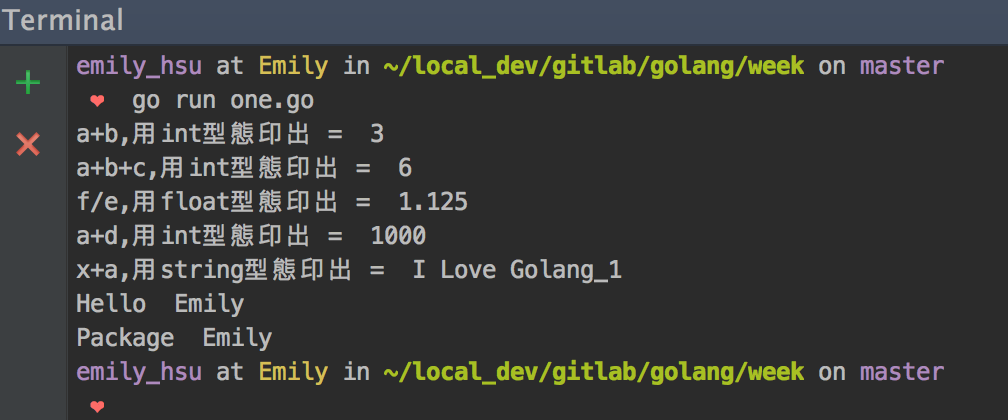 Terminal
emily_hsu at Emily in ~/local_dev/gitlab/golang/week on master
❤ go run one.go
a+b,用int型態印出 =  3
a+b+c,用int型態印出 =  6
f/e,用float型態印出 =  1.125
a+d,用int型態印出 =  1000
x+a,用string型態印出 =  I Love Golang_1
Hello  Emily
Package  Emily
emily_hsu at Emily in ~/local_dev/gitlab/golang/week on master
❤